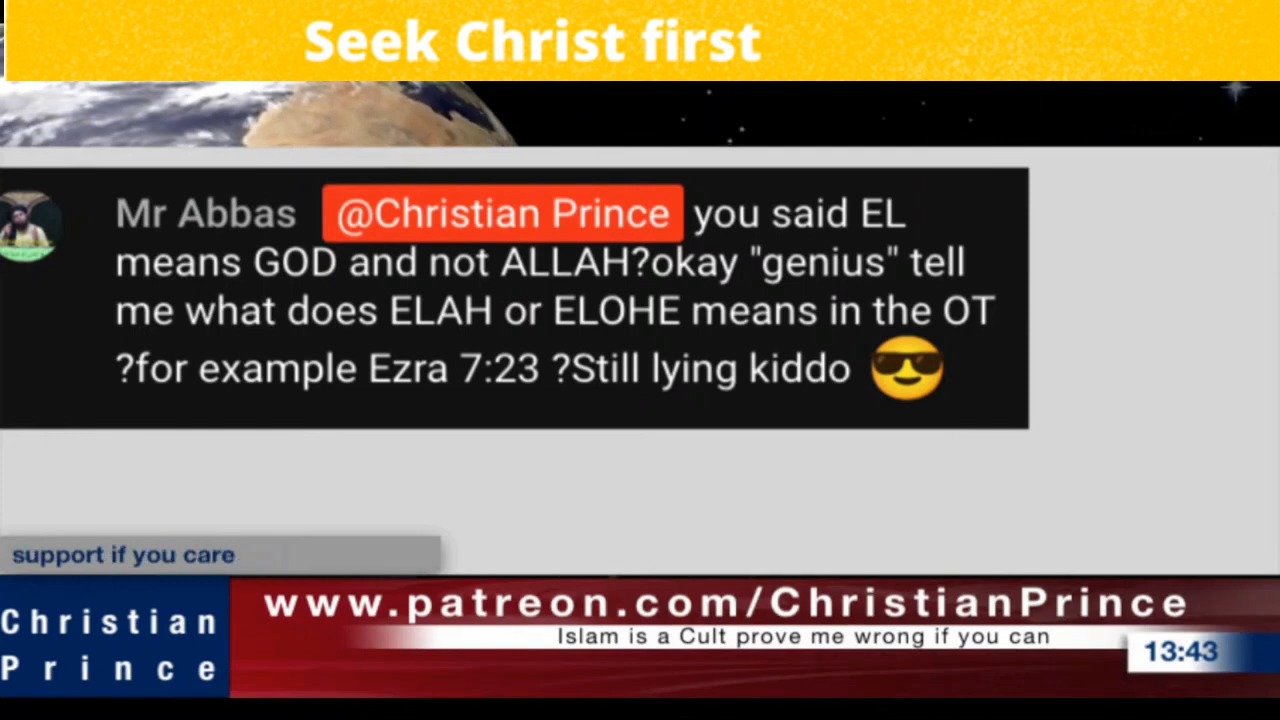 Seek Christ first
Mr Abbas @Christian Prince you said EL
means GOD and not ALLAH?okay "genius" tell
me what does ELAH or ELOHE means in the OT
?for example Ezra 7:23 ?Still lying kiddo 😎
support if you care
Christian
Prince
www.patreon.com/ChristianPrince
Islam is a Cult prove me wrong if you can
13:43